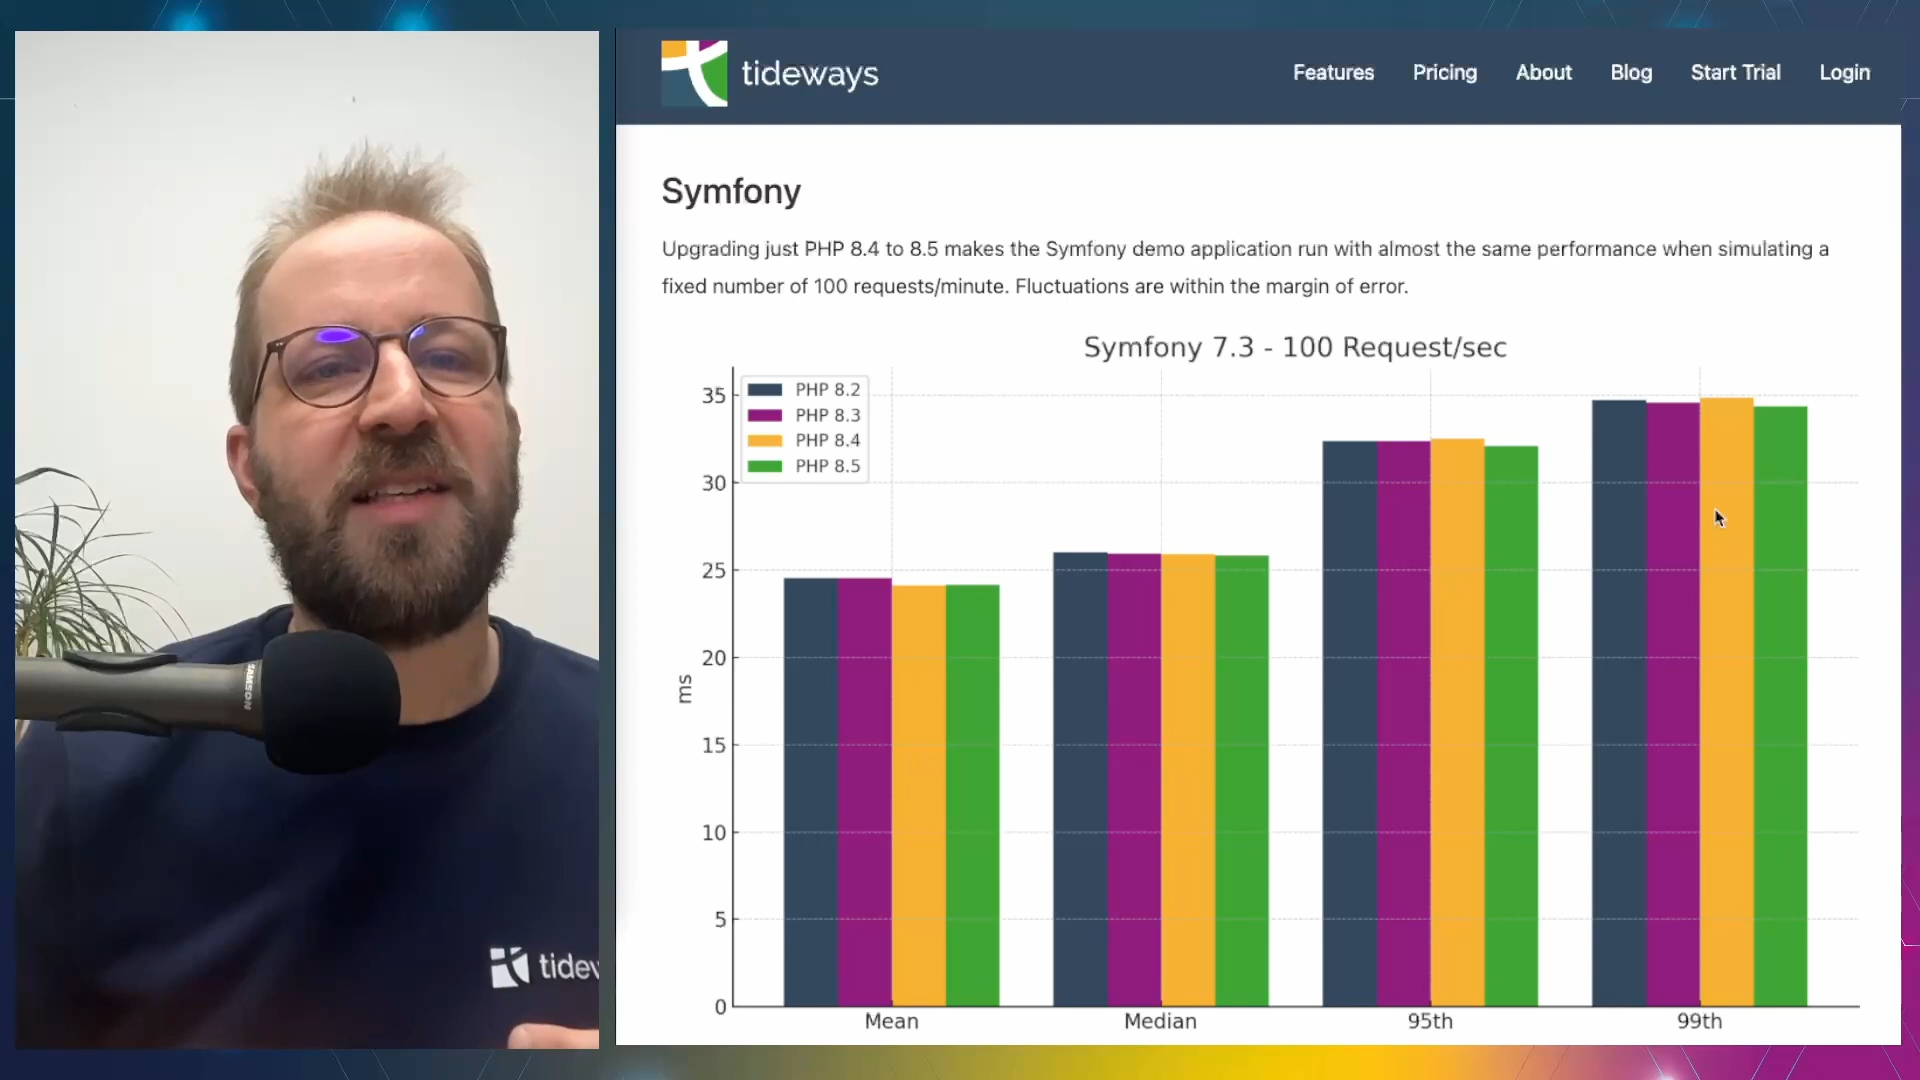 tideways
Features Pricing About Blog Start Trial Login
Symfony
Upgrading just PHP 8.4 to 8.5 makes the Symfony demo application run with almost the same performance when simulating a
fixed number of 100 requests/minute. Fluctuations are within the margin of error.
Symfony 7.3 - 100 Request/sec
PHP 8.2
PHP 8.3
PHP 8.4
PHP 8.5
35
30
25
20
15
10
5
0
ms
Mean Median 95th 99th
SAMSON
tidew